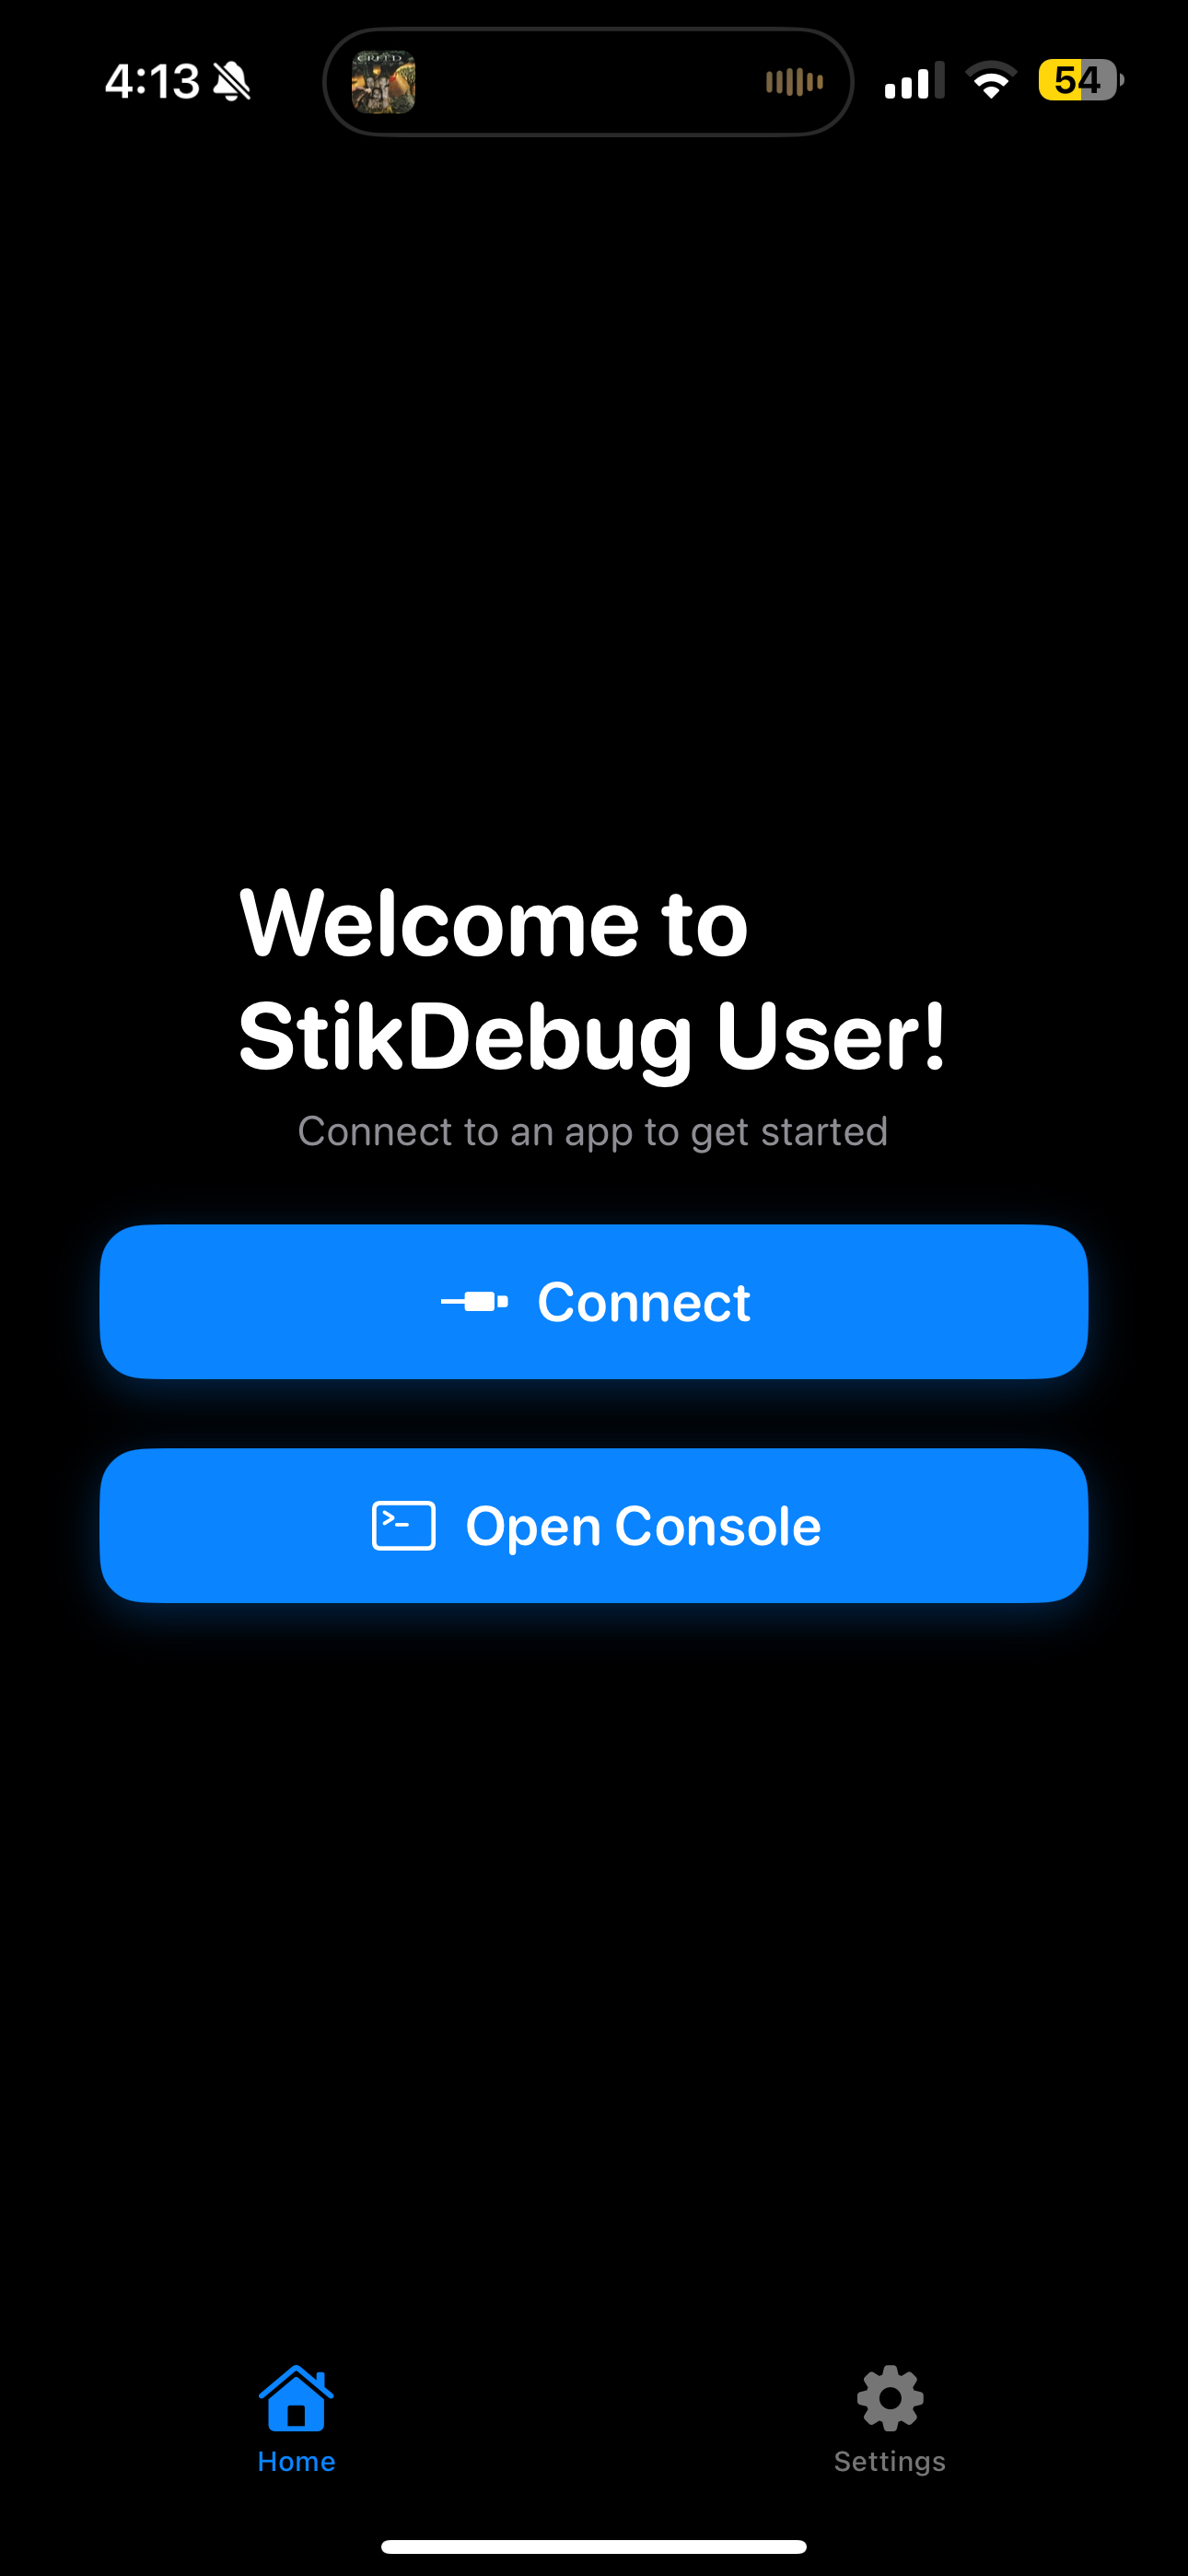 4:13
54
Welcome to
StikDebug User!
Connect to an app to get started
Connect
>_ Open Console
Home
Settings